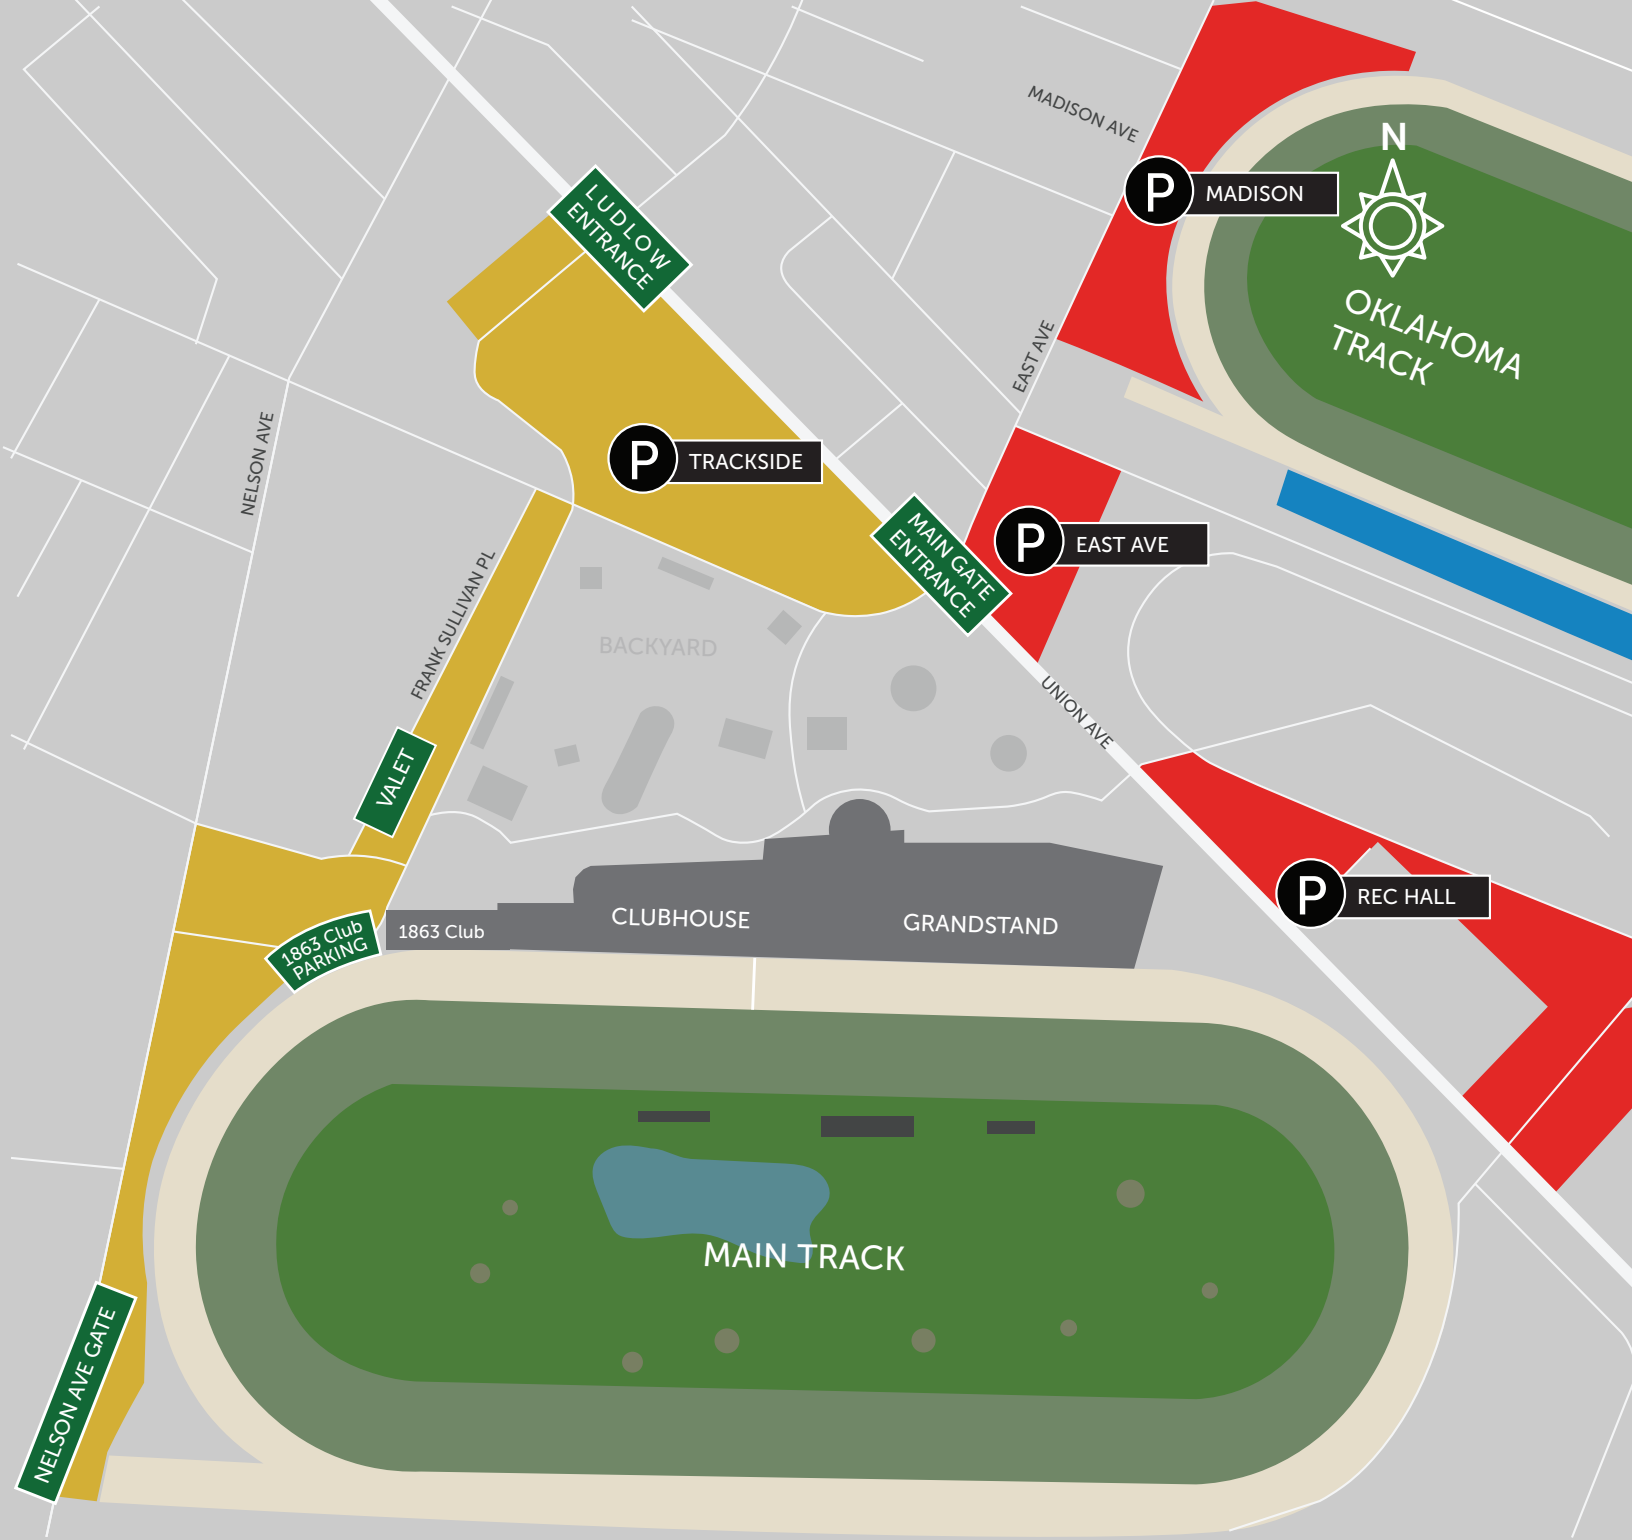 MADISON AVE
N
P
MADISON
LUDLOW
ENTRANCE
OKLAHOMA
TRACK
EAST AVE
NELSON AVE
P
TRACKSIDE
MAIN GATE
ENTRANCE
P
EAST AVE
FRANK SULLIVAN PL
BACKYARD
UNION AVE
VALET
P
REC HALL
1863 Club
PARKING
1863 Club
CLUBHOUSE
GRANDSTAND
MAIN TRACK
NELSON AVE GATE